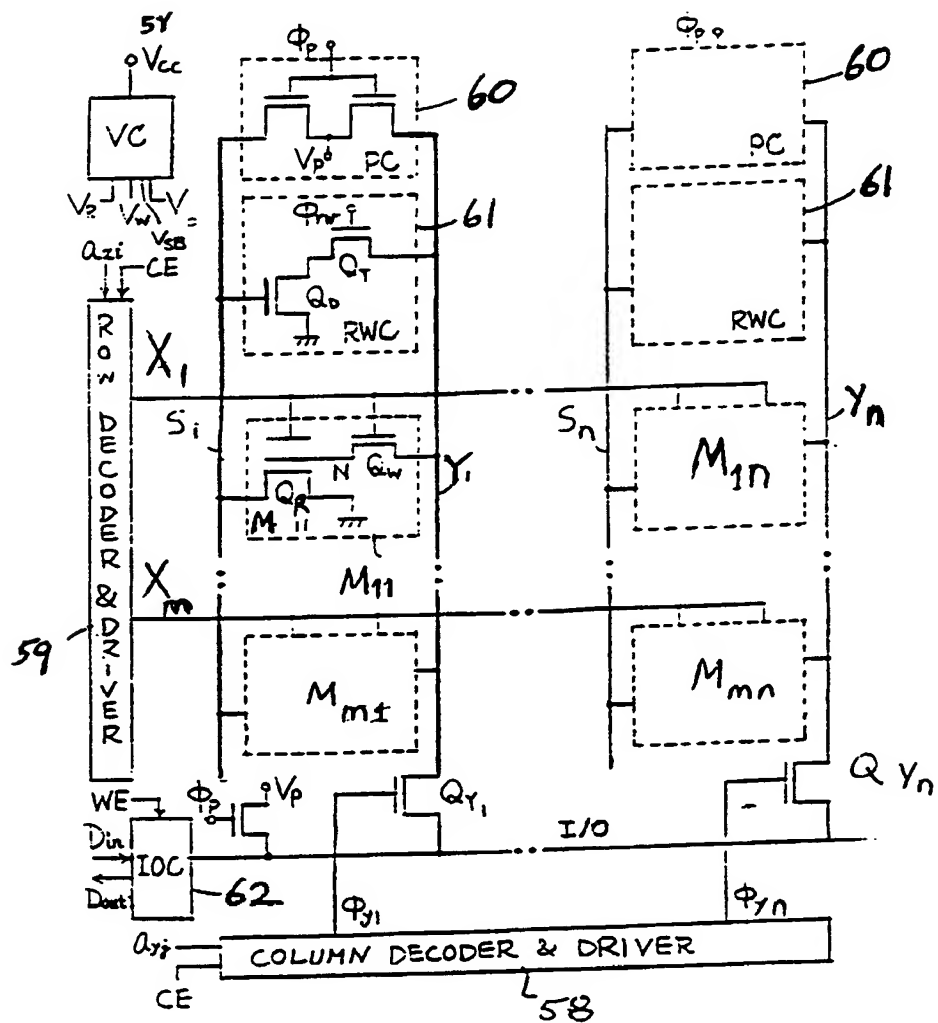 Vcc
VC
Vw
VSB
azi
CE
ROW DECODER & DRIVER
59
Φp
60
Vp
PC
61
QT
QD
RWC
X1
Si
N
QW
QR
M11
Y1
Xm
Mm1
Φp
60
PC
61
RWC
Sn
Yn
M1n
Mmn
WE
Φp
Vp
QY1
QYn
Din
IOC
Dout
62
I/O
Φy1
Φyn
ayj
CE
COLUMN DECODER & DRIVER
58